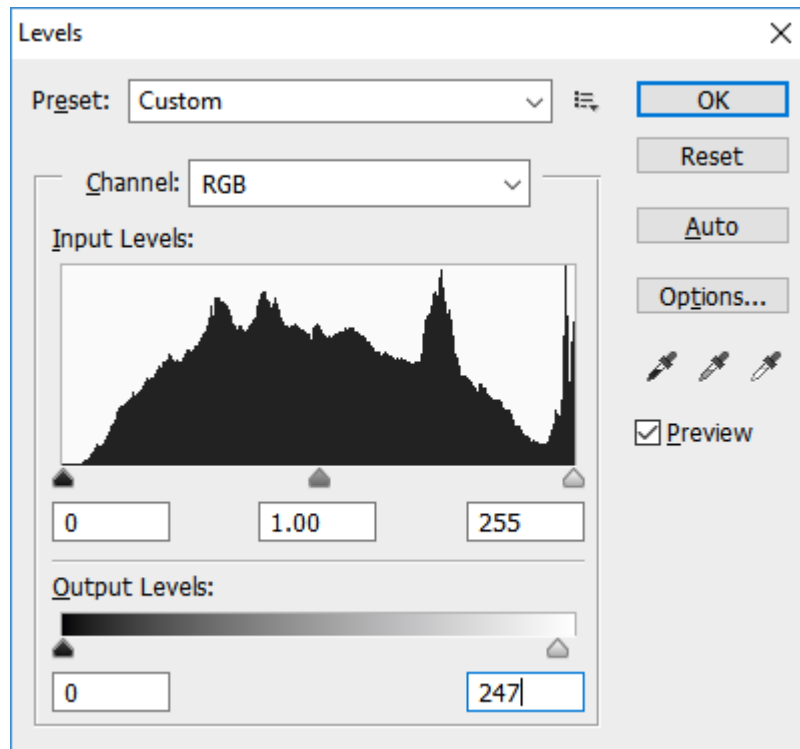 Levels
Preset: Custom
OK
Reset
Channel: RGB
Auto
Input Levels:
Options...
Preview
0 1.00 255
Output Levels:
0 247